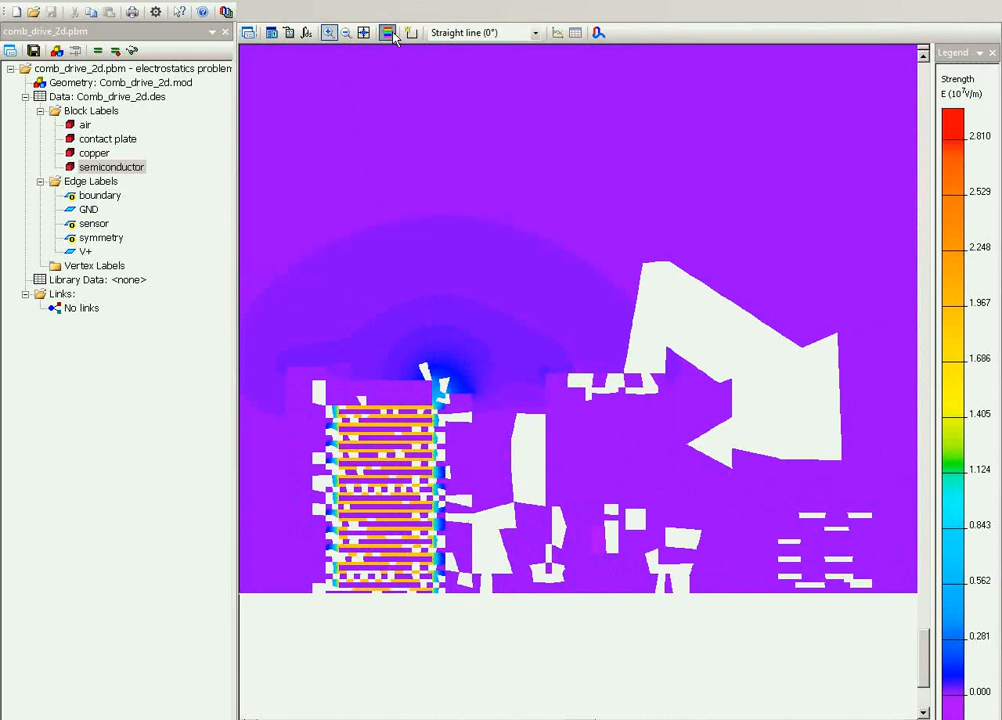 comb_drive_2d.pbm
Straight line (0°)
comb_drive_2d.pbm - electrostatics problem
Geometry: Comb_drive_2d.mod
Data: Comb_drive_2d.des
Block Labels
air
contact plate
copper
semiconductor
Edge Labels
boundary
GND
sensor
symmetry
V+
Vertex Labels
Library Data: <none>
Links:
No links
Legend
Strength
E (10⁷V/m)
2.810
2.529
2.248
1.967
1.686
1.405
1.124
0.843
0.562
0.281
0.000